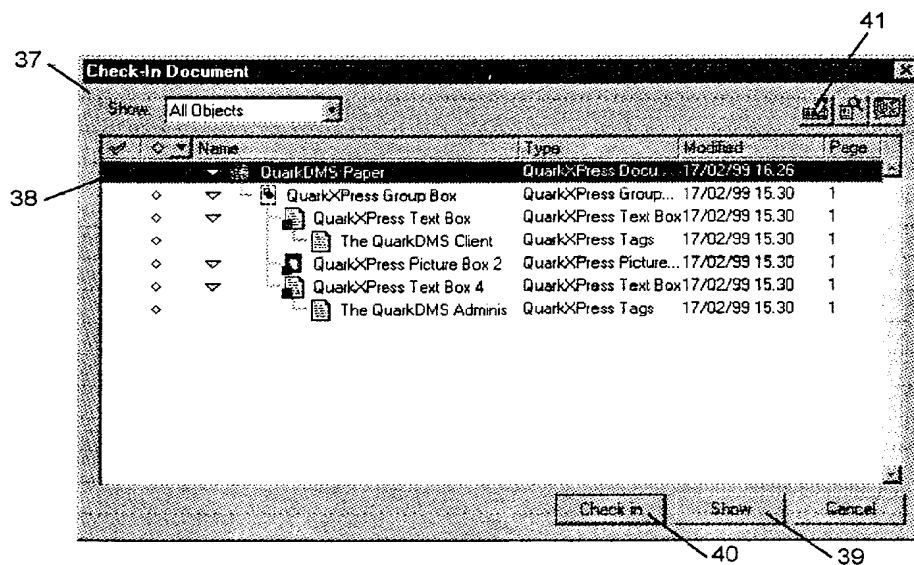 41
37
Check-In Document
Show: All Objects
Name Type Modified Page
38
QuarkDMS Paper QuarkXPress Docu... 17/02/99 16.26
QuarkXPress Group Box QuarkXPress Group... 17/02/99 15.30 1
QuarkXPress Text Box QuarkXPress Text Box 17/02/99 15.30 1
The QuarkDMS Client QuarkXPress Tags 17/02/99 15.30 1
QuarkXPress Picture Box 2 QuarkXPress Picture... 17/02/99 15.30 1
QuarkXPress Text Box 4 QuarkXPress Text Box 17/02/99 15.30 1
The QuarkDMS Adminis QuarkXPress Tags 17/02/99 15.30 1
Check in Show Cancel
40 39